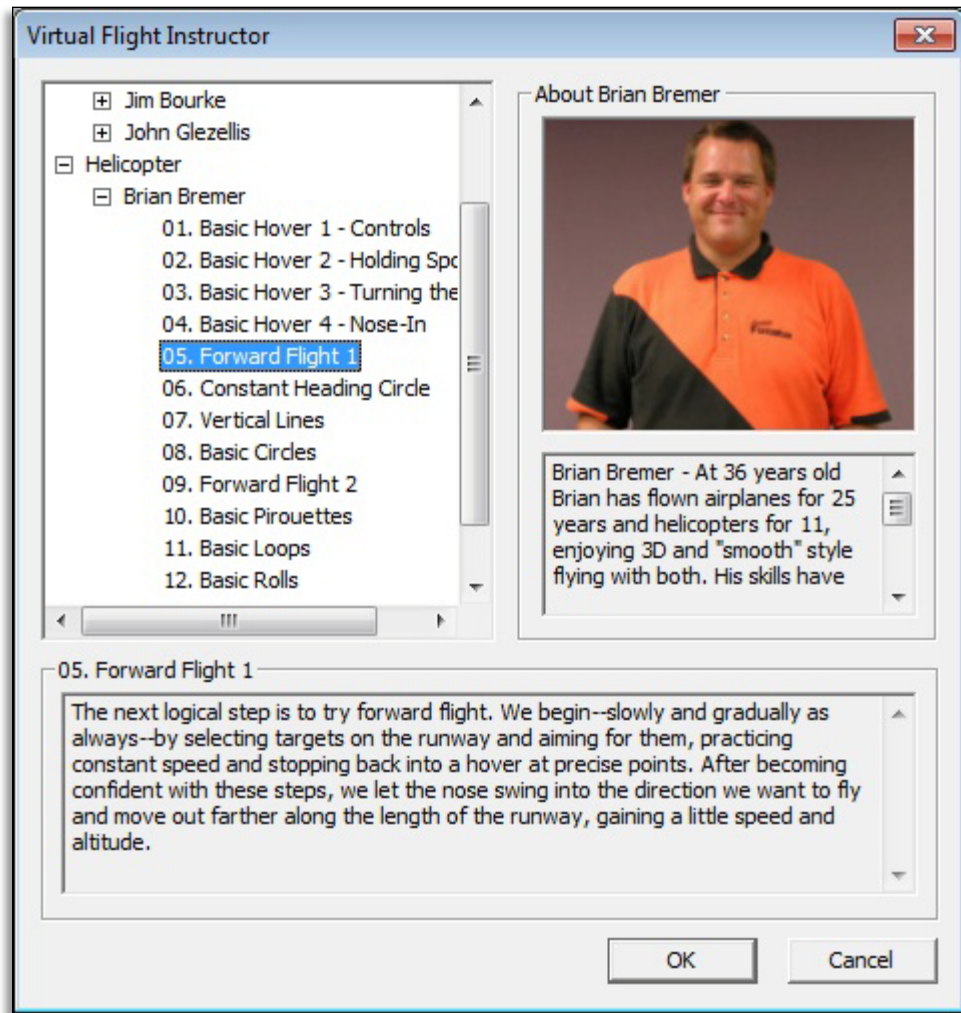 Virtual Flight Instructor
Jim Bourke
John Glezellis
Helicopter
Brian Bremer
01. Basic Hover 1 - Controls
02. Basic Hover 2 - Holding Spo
03. Basic Hover 3 - Turning the
04. Basic Hover 4 - Nose-In
05. Forward Flight 1
06. Constant Heading Circle
07. Vertical Lines
08. Basic Circles
09. Forward Flight 2
10. Basic Pirouettes
11. Basic Loops
12. Basic Rolls
About Brian Bremer
Futaba
Brian Bremer - At 36 years old
Brian has flown airplanes for 25
years and helicopters for 11,
enjoying 3D and "smooth" style
flying with both. His skills have
05. Forward Flight 1
The next logical step is to try forward flight. We begin--slowly and gradually as
always--by selecting targets on the runway and aiming for them, practicing
constant speed and stopping back into a hover at precise points. After becoming
confident with these steps, we let the nose swing into the direction we want to fly
and move out farther along the length of the runway, gaining a little speed and
altitude.
OK
Cancel